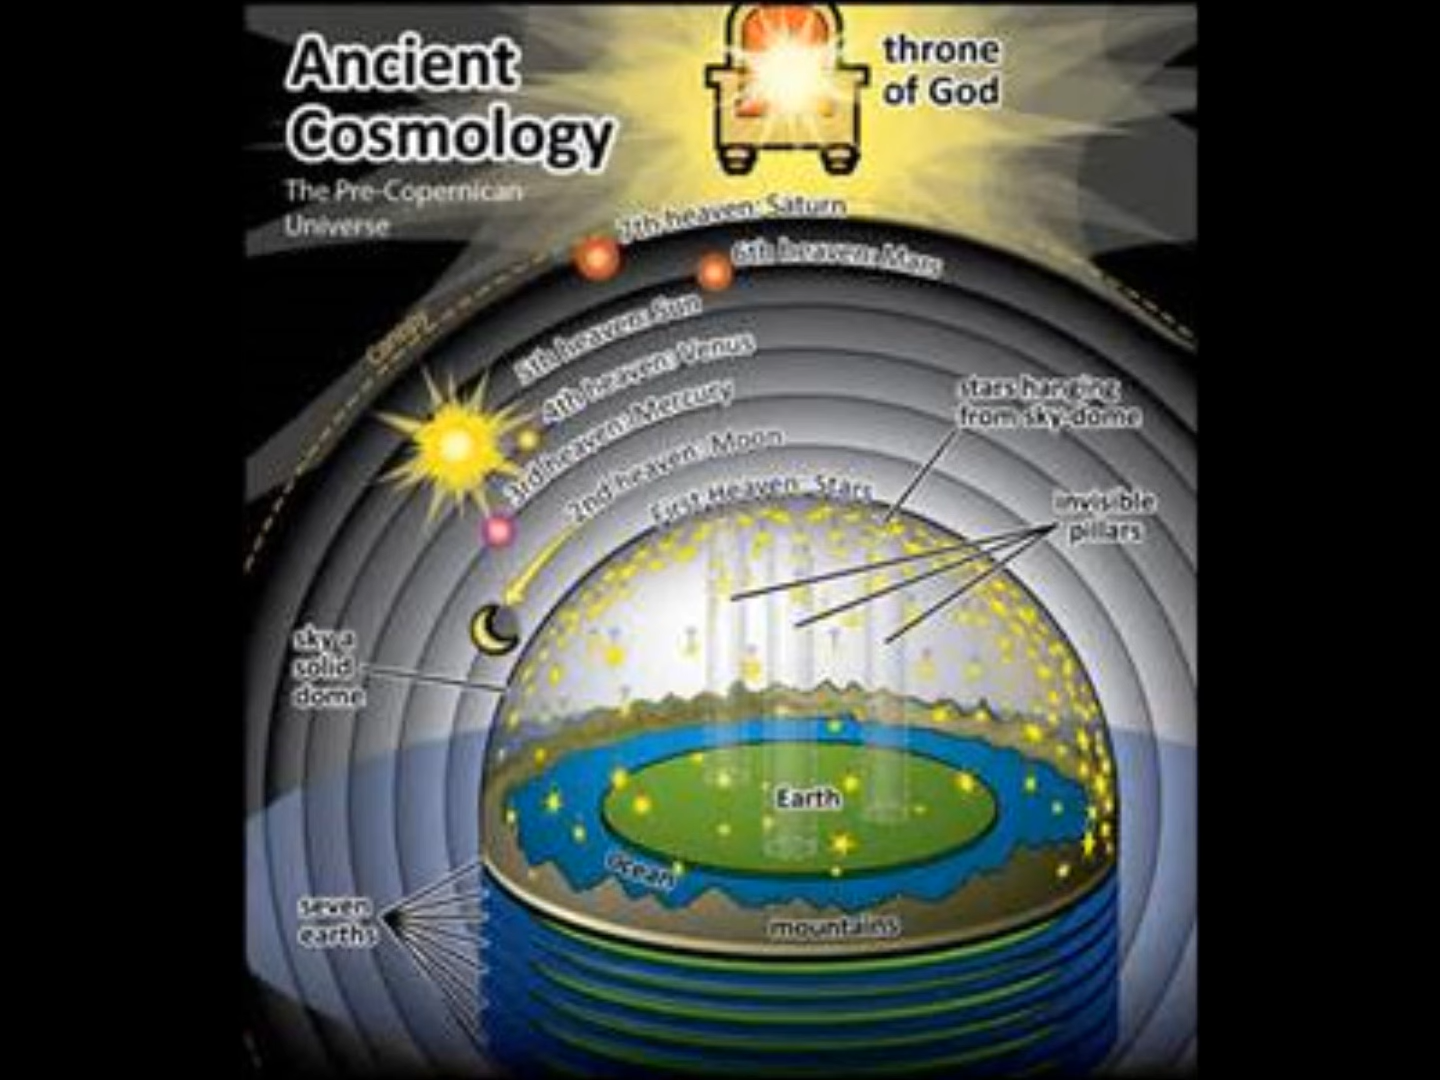 Ancient
Cosmology
The Pre-Copernican
Universe
throne
of God
7th heaven: Saturn
6th heaven: Mars
5th heaven: Sun
4th heaven: Venus
3rd heaven: Mercury
2nd heaven: Moon
First Heaven: Stars
Canopy
stars hanging
from sky-dome
invisible
pillars
sky a
solid
dome
Earth
ocean
mountains
seven
earths